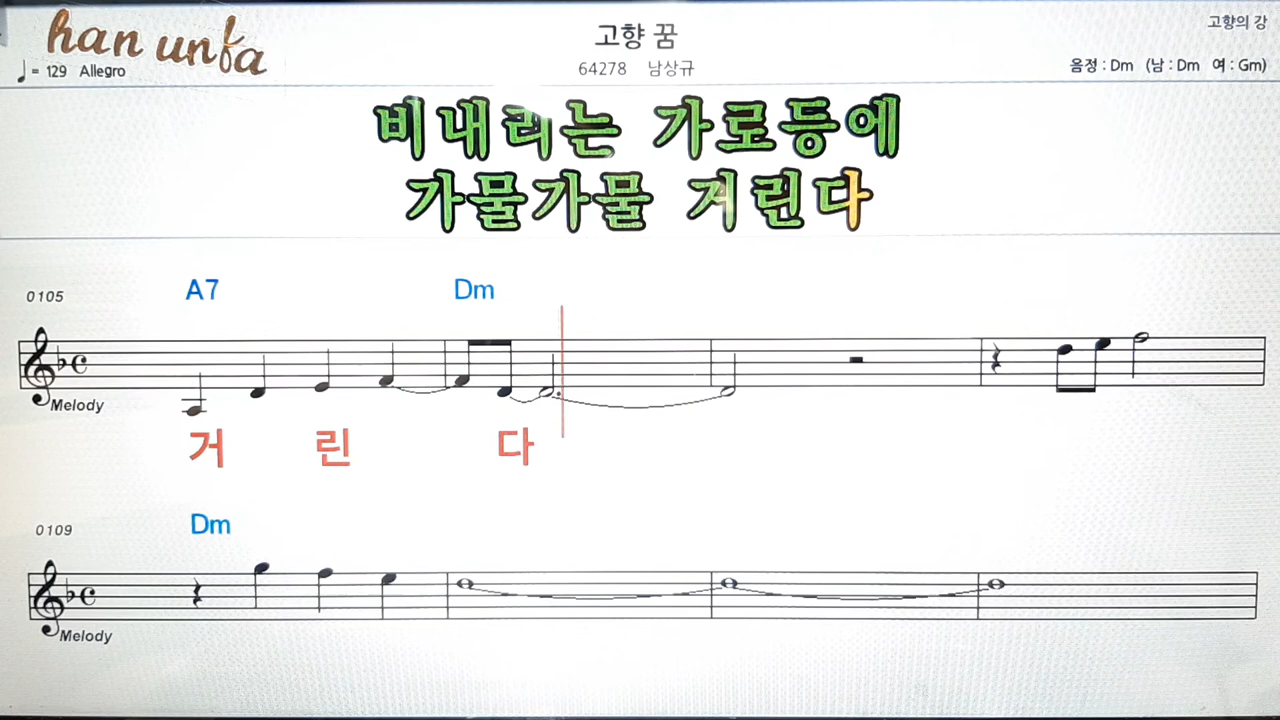 han unfa
고향 꿈
고향의 강
♩= 129 Allegro
64278 남상규
음정 : Dm (남 : Dm 여 : Gm)
비내리는 가로등에
가물가물 거린다
A7 Dm
0105
Melody
거 린 다
Dm
0109
Melody